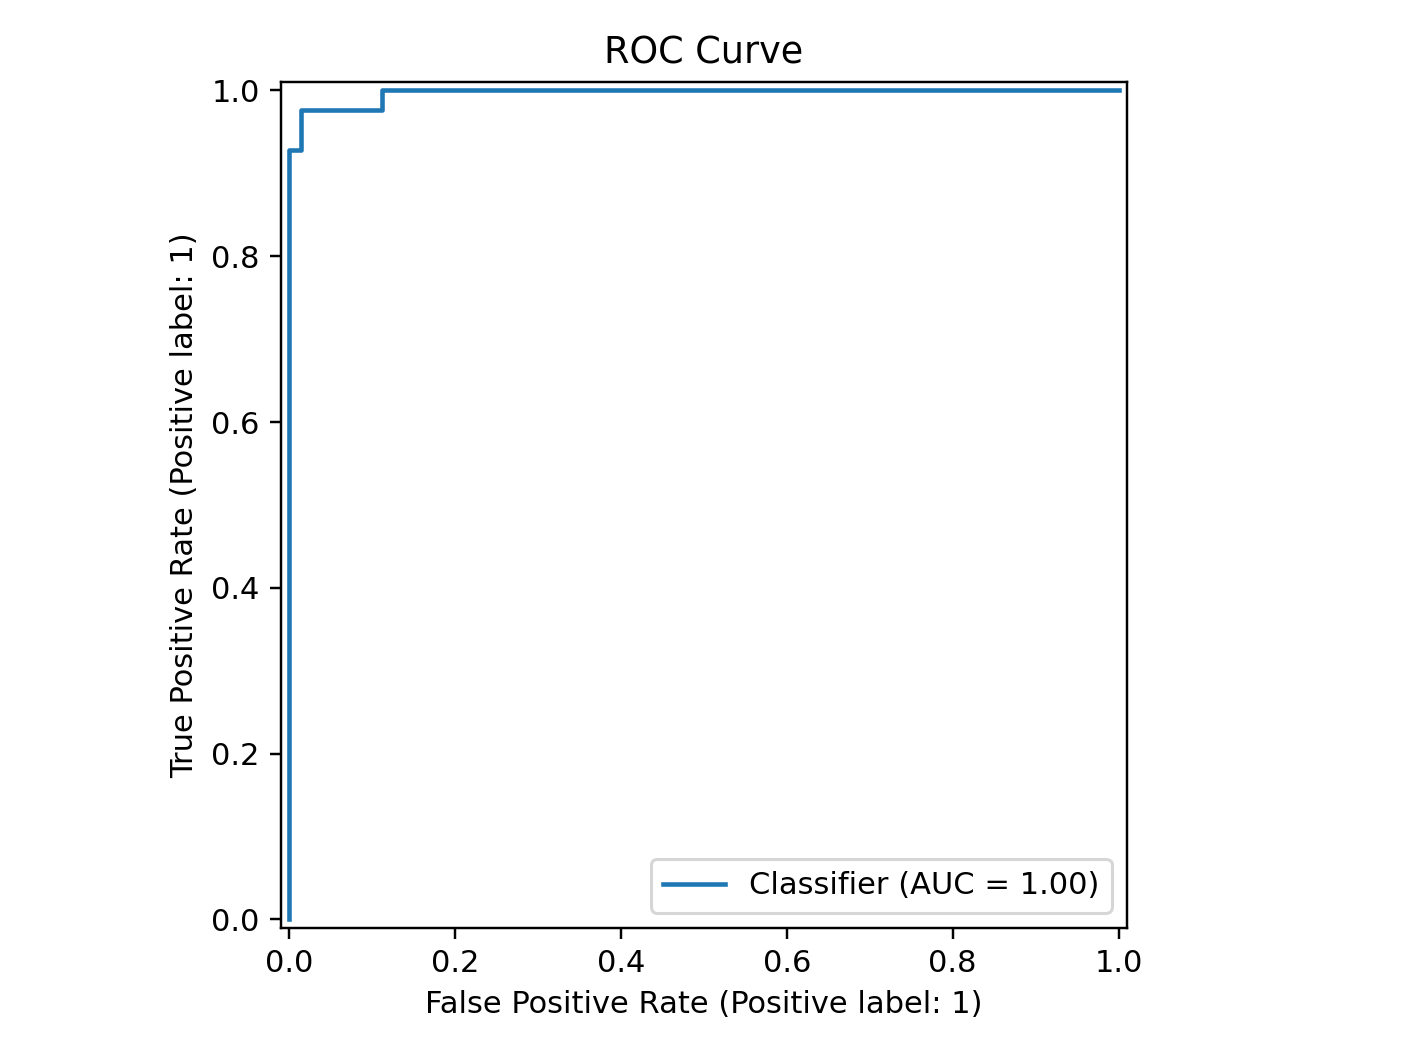 ROC Curve
True Positive Rate (Positive label: 1)
1.0
0.8
0.6
0.4
0.2
0.0
Classifier (AUC = 1.00)
0.0 0.2 0.4 0.6 0.8 1.0
False Positive Rate (Positive label: 1)